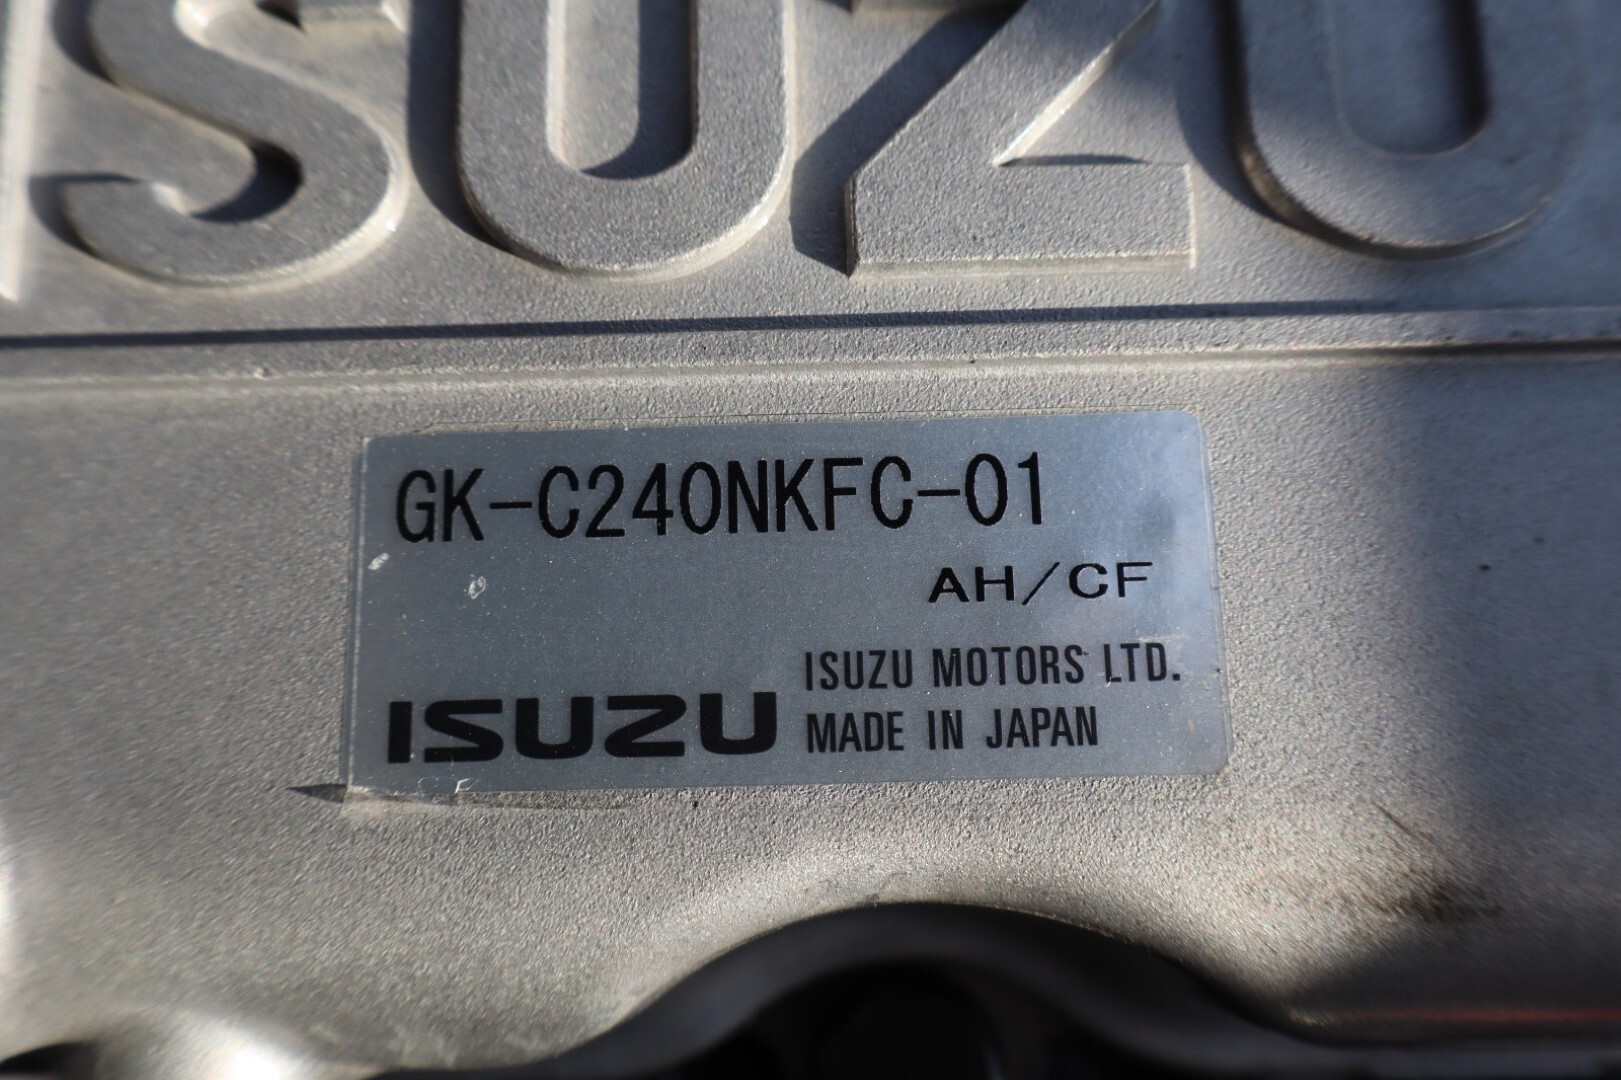 ISUZU
GK-C240NKFC-01
AH/CF
ISUZU
ISUZU MOTORS LTD.
MADE IN JAPAN